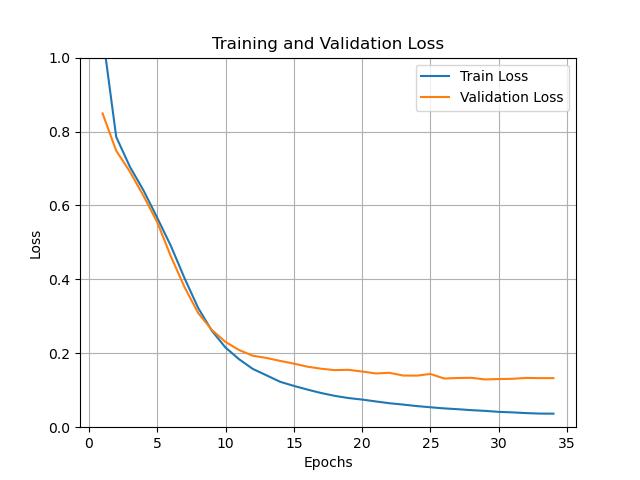 Training and Validation Loss
Train Loss
Validation Loss
1.0
0.8
0.6
0.4
0.2
0.0
Loss
0 5 10 15 20 25 30 35
Epochs